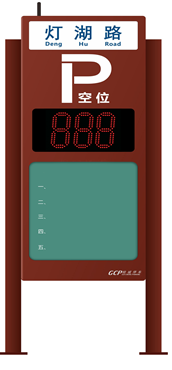 灯湖路
Deng Hu Road
P
空位
888
一、
二、
三、
四、
五、
GCP